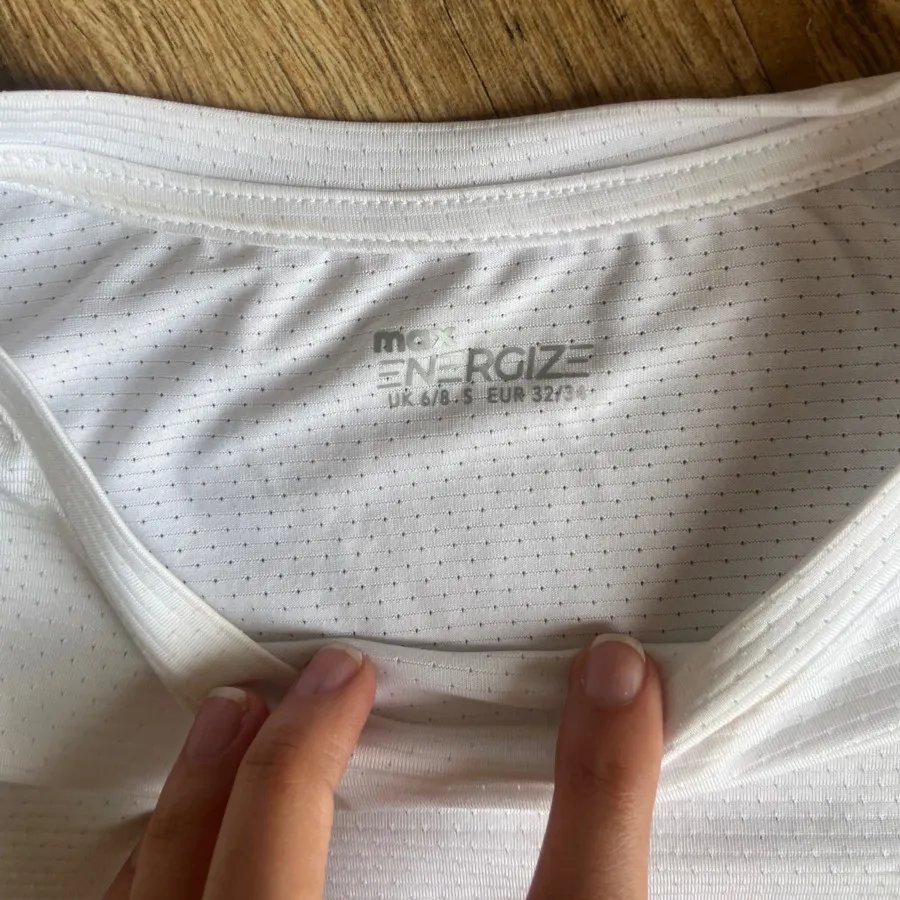 max
ENERGIZE
UK 6/8 S EUR 32/34